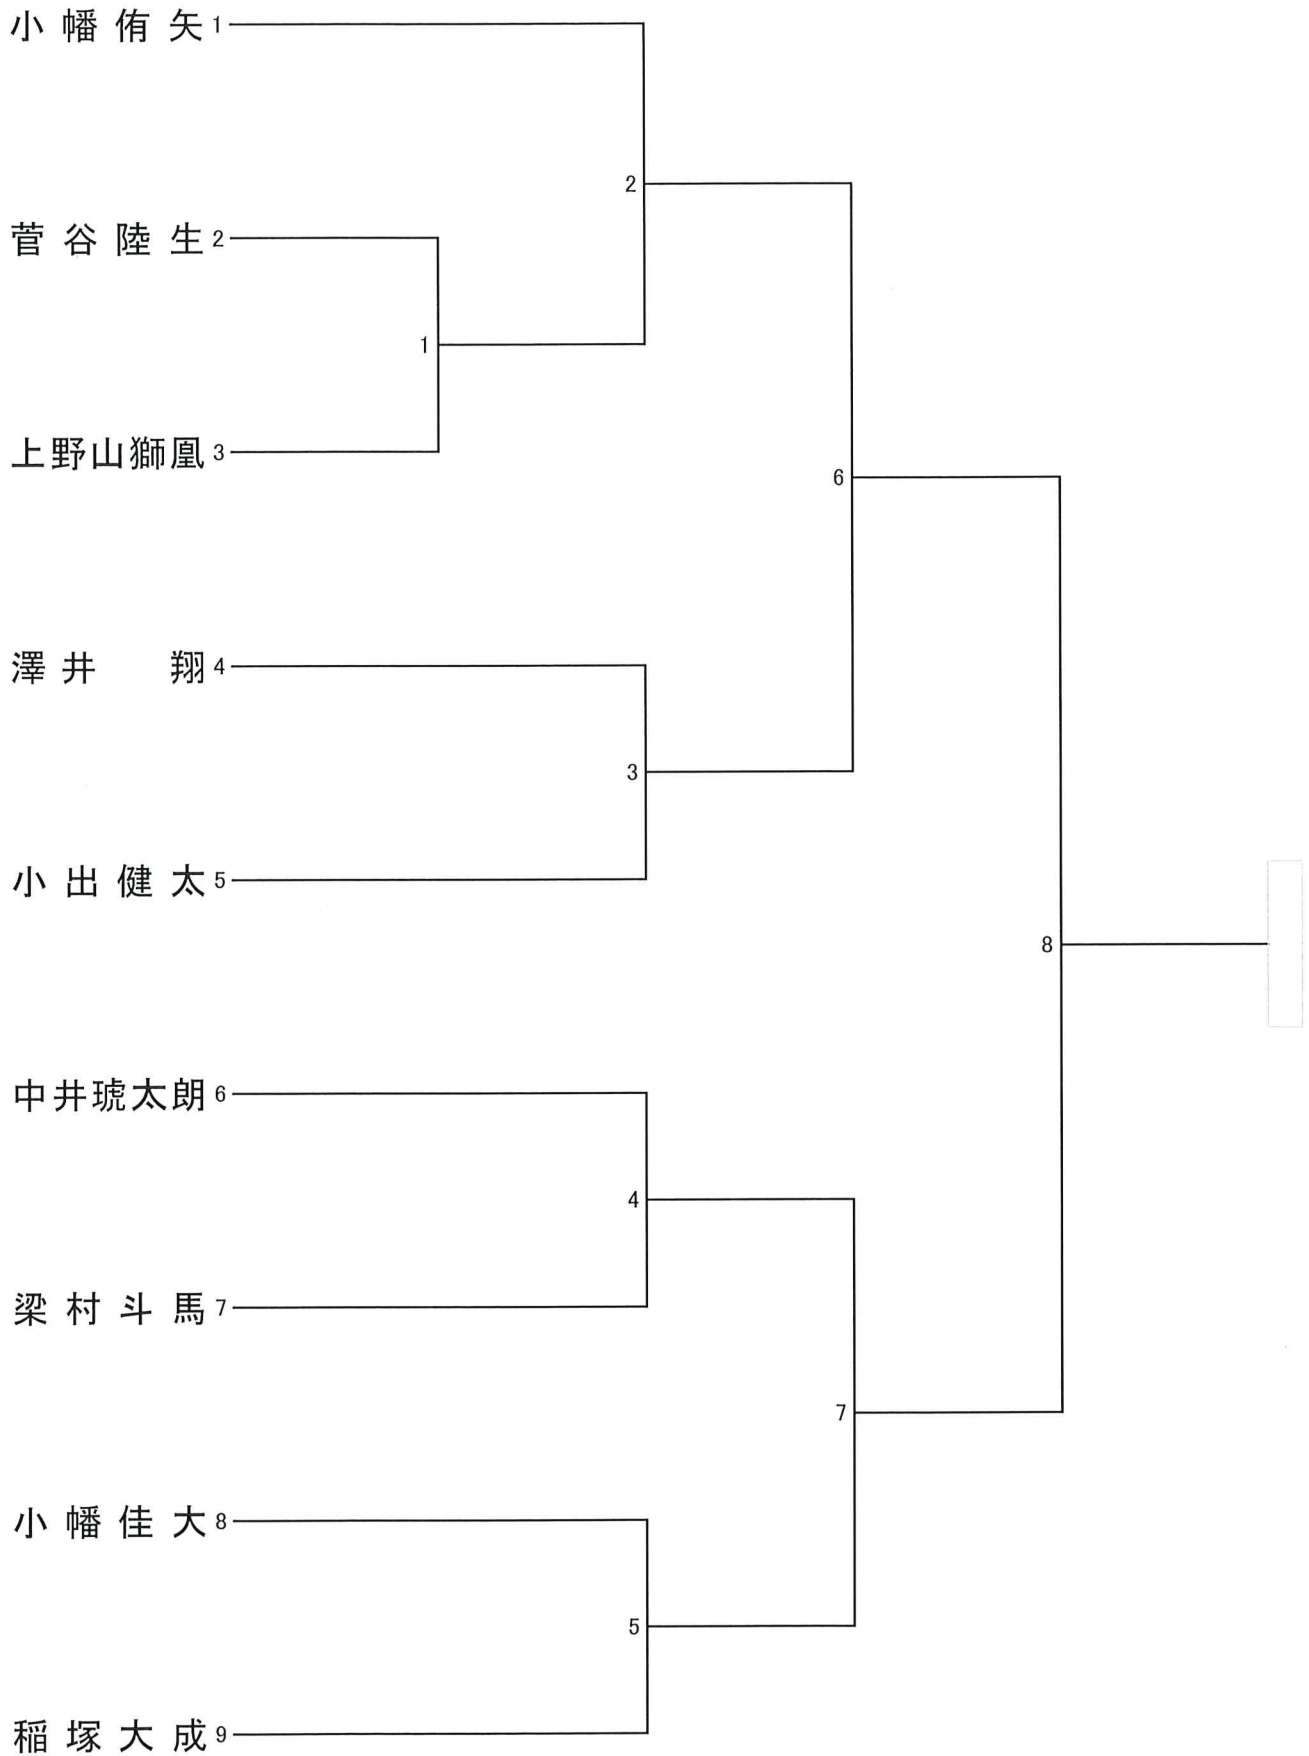 小幡侑矢 1
2
菅谷陸生 2
1
上野山獅凰 3
6
澤井 翔 4
3
小出健太 5
8
中井琥太朗 6
4
梁村斗馬 7
7
小幡佳大 8
5
稲塚大成 9